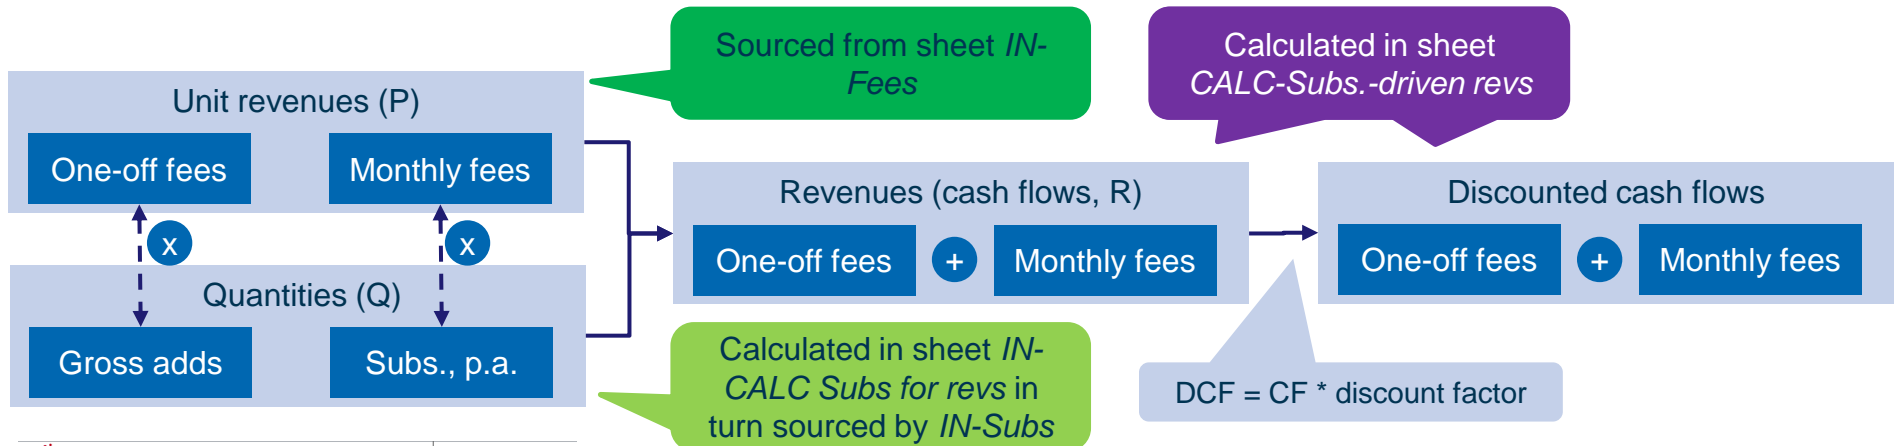 Sourced from sheet IN-
Fees
Calculated in sheet
CALC-Subs.-driven revs
Unit revenues (P)
One-off fees
Monthly fees
x
x
Quantities (Q)
Gross adds
Subs., p.a.
Revenues (cash flows, R)
One-off fees
+
Monthly fees
Discounted cash flows
One-off fees
+
Monthly fees
Calculated in sheet IN-
CALC Subs for revs in
turn sourced by IN-Subs
DCF = CF * discount factor